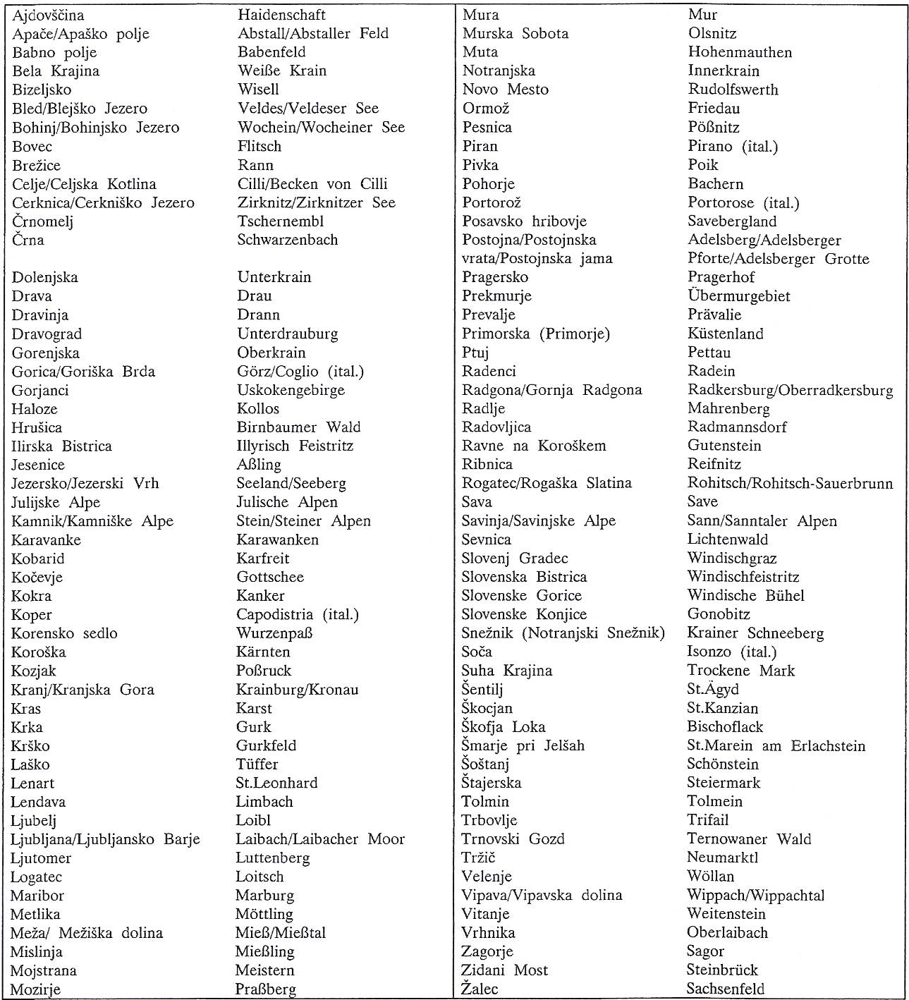 Ajdovščina Haidenschaft
Apače/Apaško polje Abstall/Abstaller Feld
Babno polje Babenfeld
Bela Krajina Weiße Krain
Bizeljsko Wisell
Bled/Blejško Jezero Veldes/Veldeser See
Bohinj/Bohinjsko Jezero Wochein/Wocheiner See
Bovec Flitsch
Brežice Rann
Celje/Celjska Kotlina Cilli/Becken von Cilli
Cerknica/Cerkniško Jezero Zirknitz/Zirknitzer See
Črnomelj Tschernembl
Črna Schwarzenbach
Dolenjska Unterkrain
Drava Drau
Dravinja Drann
Dravograd Unterdrauburg
Gorenjska Oberkrain
Gorica/Goriška Brda Görz/Coglio (ital.)
Gorjanci Uskokengebirge
Haloze Kollos
Hrušica Birnbaumer Wald
Ilirska Bistrica Illyrisch Feistritz
Jesenice Aßling
Jezersko/Jezerski Vrh Seeland/Seeberg
Julijske Alpe Julische Alpen
Kamnik/Kamniške Alpe Stein/Steiner Alpen
Karavanke Karawanken
Kobarid Karfreit
Kočevje Gottschee
Kokra Kanker
Koper Capodistria (ital.)
Korensko sedlo Wurzenpaß
Koroška Kärnten
Kozjak Poßruck
Kranj/Kranjska Gora Krainburg/Kronau
Kras Karst
Krka Gurk
Krško Gurkfeld
Laško Tüffer
Lenart St.Leonhard
Lendava Limbach
Ljubelj Loibl
Ljubljana/Ljubljansko Barje Laibach/Laibacher Moor
Ljutomer Luttenberg
Logatec Loitsch
Maribor Marburg
Metlika Möttling
Meža/ Mežiška dolina Mieß/Mießtal
Mislinja Mießling
Mojstrana Meistern
Mozirje Praßberg
Mura Mur
Murska Sobota Olsnitz
Muta Hohenmauthen
Notranjska Innerkrain
Novo Mesto Rudolfswerth
Ormož Friedau
Pesnica Pößnitz
Piran Pirano (ital.)
Pivka Poik
Pohorje Bachern
Portorož Portorose (ital.)
Posavsko hribovje Savebergland
Postojna/Postojnska Adelsberg/Adelsberger
vrata/Postojnska jama Pforte/Adelsberger Grotte
Pragersko Pragerhof
Prekmurje Übermurgebiet
Prevalje Prävalie
Primorska (Primorje) Küstenland
Ptuj Pettau
Radenci Radein
Radgona/Gornja Radgona Radkersburg/Oberradkersburg
Radlje Mahrenberg
Radovljica Radmannsdorf
Ravne na Koroškem Gutenstein
Ribnica Reifnitz
Rogatec/Rogaška Slatina Rohitsch/Rohitsch-Sauerbrunn
Sava Save
Savinja/Savinjske Alpe Sann/Sanntaler Alpen
Sevnica Lichtenwald
Slovenj Gradec Windischgraz
Slovenska Bistrica Windischfeistritz
Slovenske Gorice Windische Bühel
Slovenske Konjice Gonobitz
Snežnik (Notranjski Snežnik) Krainer Schneeberg
Soča Isonzo (ital.)
Suha Krajina Trockene Mark
Šentilj St.Ägyd
Škocjan St.Kanzian
Škofja Loka Bischoflack
Šmarje pri Jelšah St.Marein am Erlachstein
Šoštanj Schönstein
Štajerska Steiermark
Tolmin Tolmein
Trbovlje Trifail
Trnovski Gozd Ternowaner Wald
Tržič Neumarktl
Velenje Wöllan
Vipava/Vipavska dolina Wippach/Wippachtal
Vitanje Weitenstein
Vrhnika Oberlaibach
Zagorje Sagor
Zidani Most Steinbrück
Žalec Sachsenfeld